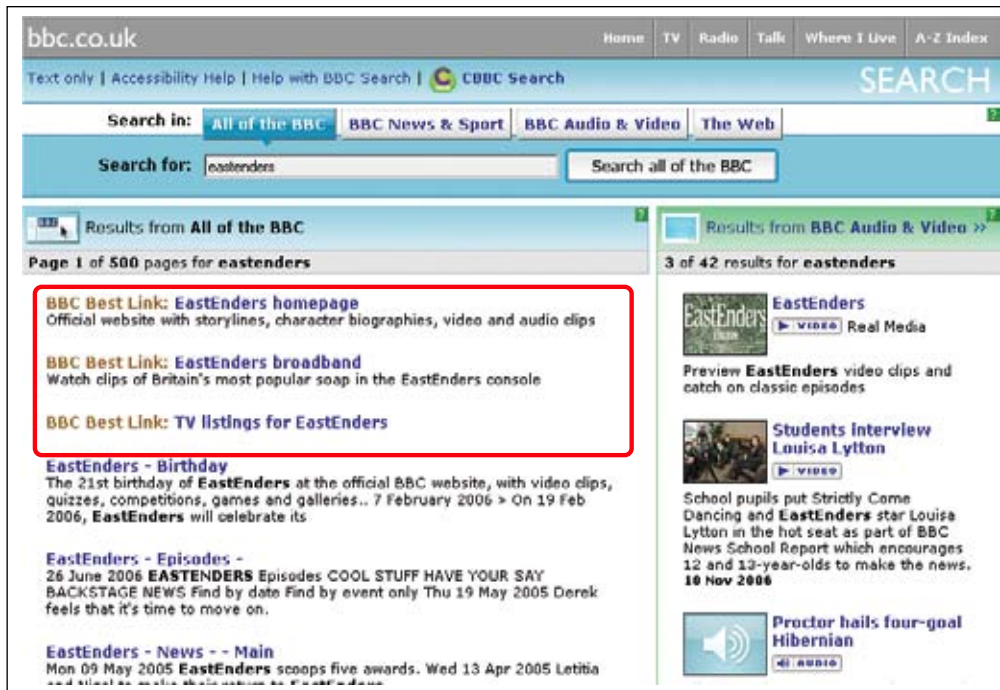 bbc.co.uk
Home TV Radio Talk Where I Live A-Z Index
Text only | Accessibility Help | Help with BBC Search | CBBC Search
SEARCH
Search in: All of the BBC BBC News & Sport BBC Audio & Video The Web
?
Search for: eastenders Search all of the BBC
Results from All of the BBC
?
Page 1 of 500 pages for eastenders
BBC Best Link: EastEnders homepage
Official website with storylines, character biographies, video and audio clips
BBC Best Link: EastEnders broadband
Watch clips of Britain's most popular soap in the EastEnders console
BBC Best Link: TV listings for EastEnders
EastEnders - Birthday
The 21st birthday of EastEnders at the official BBC website, with video clips,
quizzes, competitions, games and galleries.. 7 February 2006 > On 19 Feb
2006, EastEnders will celebrate its
EastEnders - Episodes -
26 June 2006 EASTENDERS Episodes COOL STUFF HAVE YOUR SAY
BACKSTAGE NEWS Find by date Find by event only Thu 19 May 2005 Derek
feels that it's time to move on.
EastEnders - News - - Main
Mon 09 May 2005 EastEnders scoops five awards. Wed 13 Apr 2005 Letitia
and Nigel to make their return to EastEnders
Results from BBC Audio & Video >>
?
3 of 42 results for eastenders
EastEnders
EastEnders
VIDEO Real Media
Preview EastEnders video clips and
catch on classic episodes
Students interview
Louisa Lytton
VIDEO
School pupils put Strictly Come
Dancing and EastEnders star Louisa
Lytton in the hot seat as part of BBC
News School Report which encourages
12 and 13-year-olds to make the news.
10 Nov 2006
Proctor hails four-goal
Hibernian
AUDIO